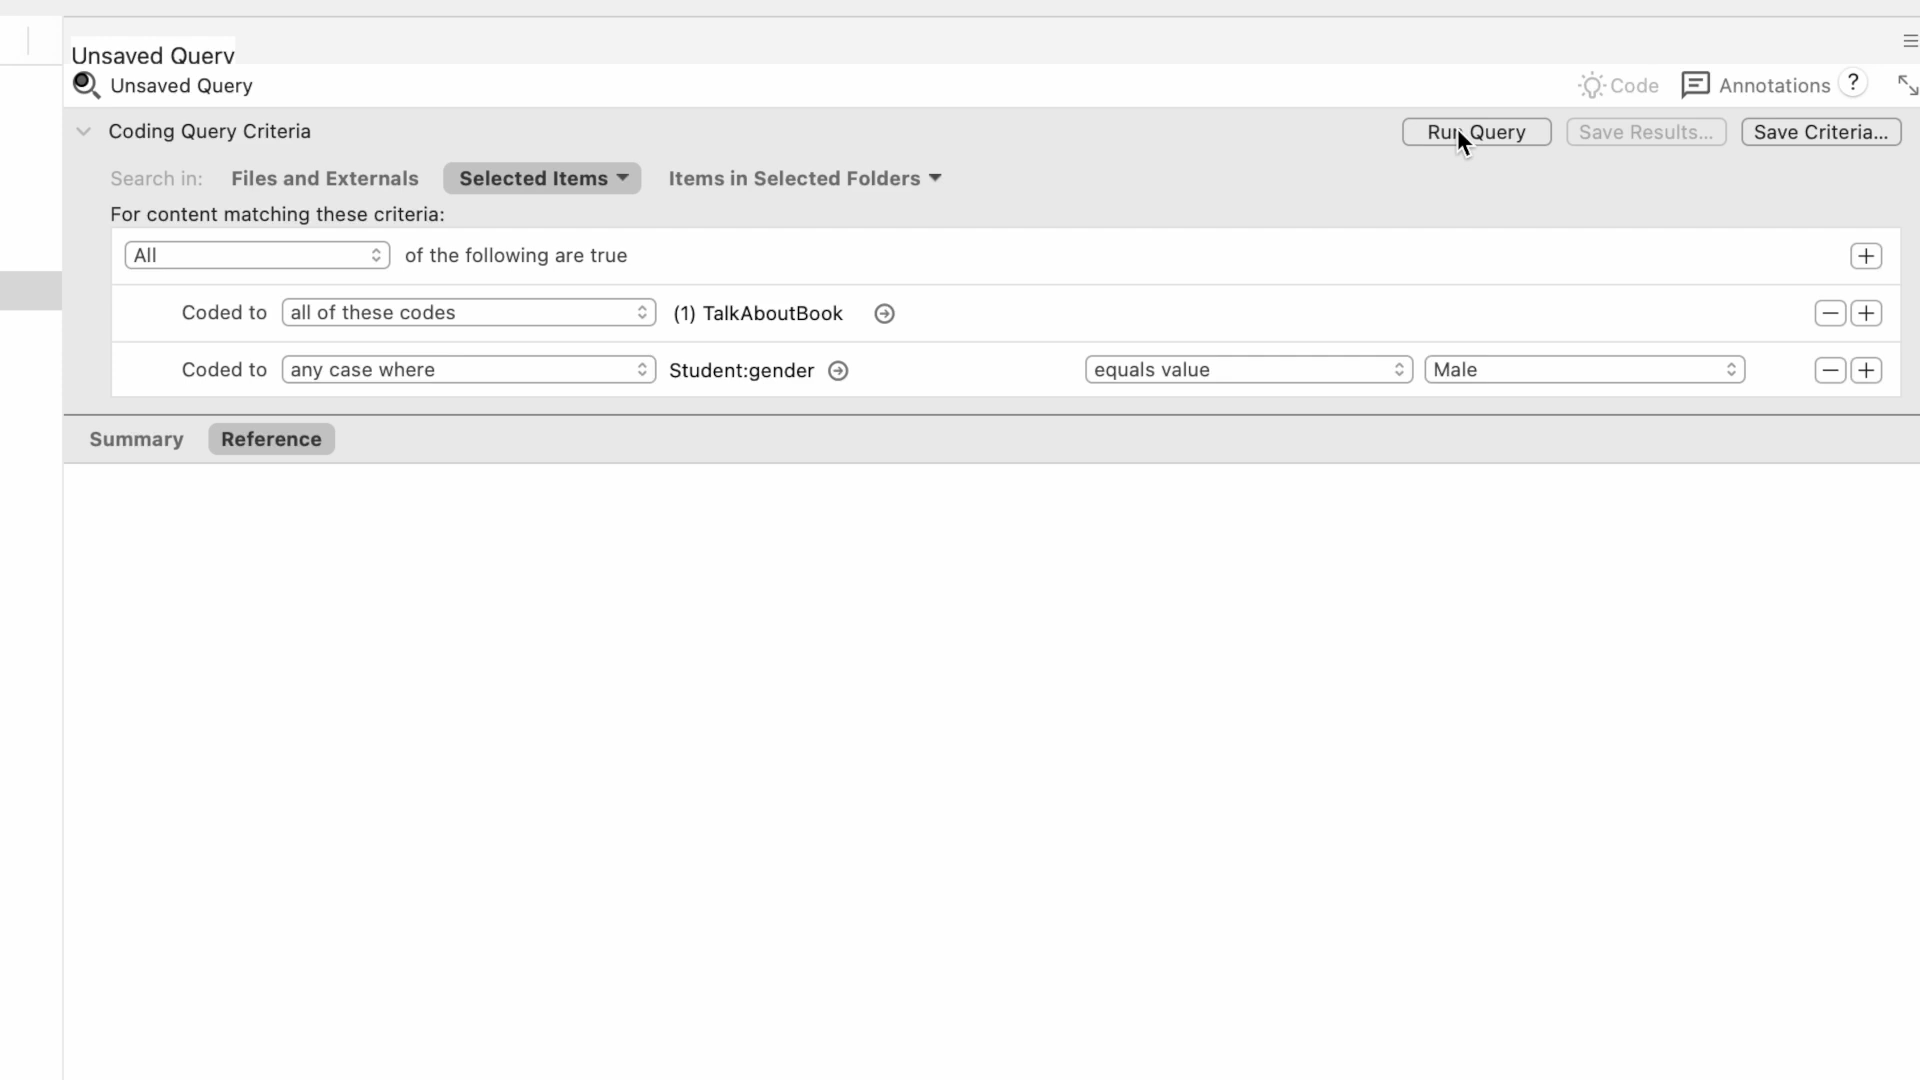 Unsaved Query
Unsaved Query Code Annotations ?
Coding Query Criteria Run Query Save Results... Save Criteria...
Search in: Files and Externals Selected Items Items in Selected Folders
For content matching these criteria:
All of the following are true
Coded to all of these codes (1) TalkAboutBook
Coded to any case where Student:gender equals value Male
Summary Reference